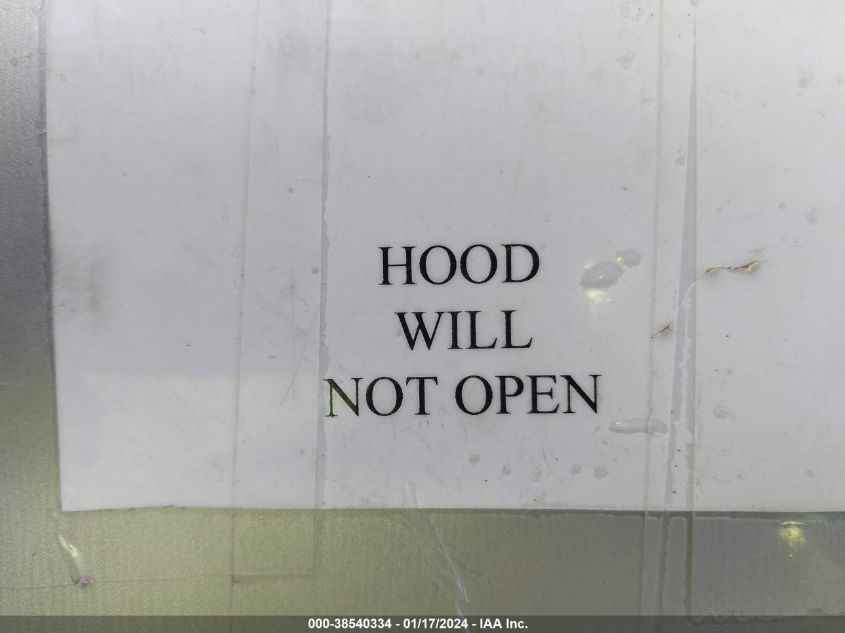 HOOD
WILL
NOT OPEN
000-38540334 - 01/17/2024 - IAA Inc.